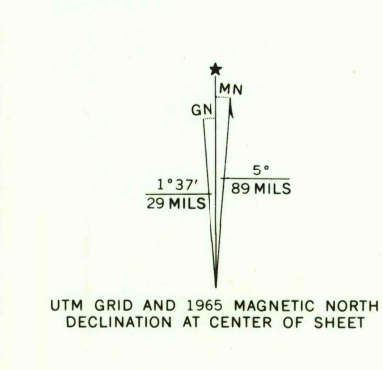 MN
GN
1°37′
29 MILS
5°
89 MILS
UTM GRID AND 1965 MAGNETIC NORTH
DECLINATION AT CENTER OF SHEET